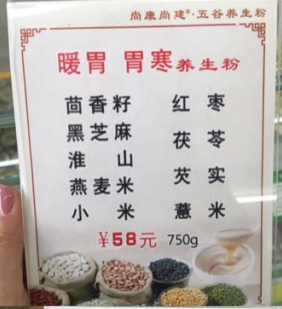 尚康尚建®·五谷养生粉
暖胃 胃寒养生粉
茴香籽 红枣
黑芝麻 茯苓
淮山 芡实
燕麦米 薏米
小米
¥58元 750g